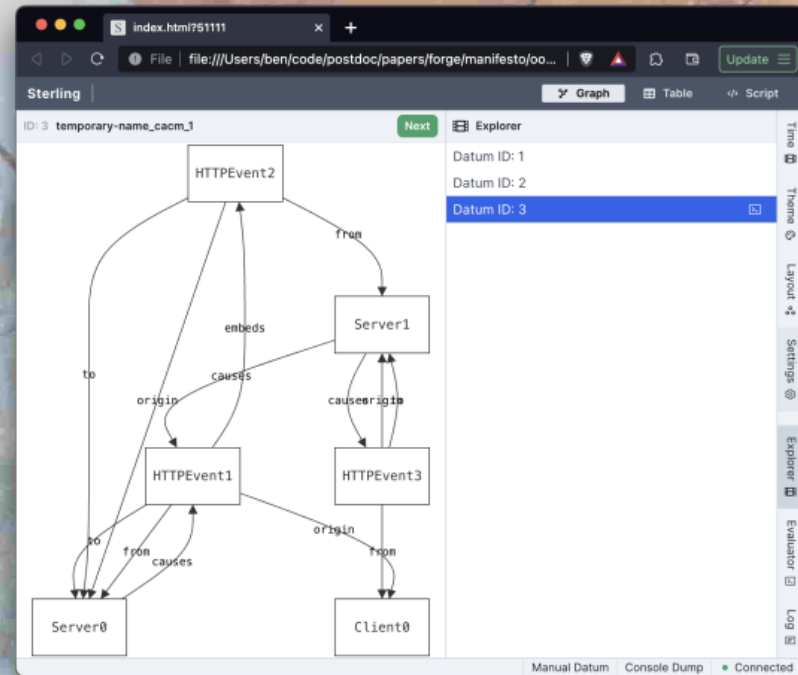 index.html?51111
File
file:///Users/ben/code/postdoc/papers/forge/manifesto/oo...
Update
Sterling
Graph
Table
Script
ID: 3 temporary-name_cacm_1
Next
Explorer
Datum ID: 1
Datum ID: 2
Datum ID: 3
HTTPEvent2
from
Server1
embeds
causes
to
origin
causes
origin
to
HTTPEvent1
HTTPEvent3
origin
to
from
from
causes
Server0
Client0
Time
Theme
Layout
Settings
Explorer
Evaluator
Log
Manual Datum
Console Dump
Connected